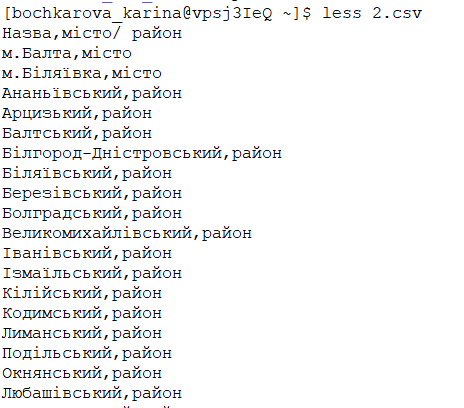 [bochkarova_karina@vpsj3IeQ ~]$ less 2.csv
Назва,місто/ район
м.Балта,місто
м.Біляївка,місто
Ананьївський,район
Арцизький,район
Балтський,район
Білгород-Дністровський,район
Біляївський,район
Березівський,район
Болградський,район
Великомихайлівський,район
Іванівський,район
Ізмаїльський,район
Кілійський,район
Кодимський,район
Лиманський,район
Подільський,район
Окнянський,район
Любашівський,район